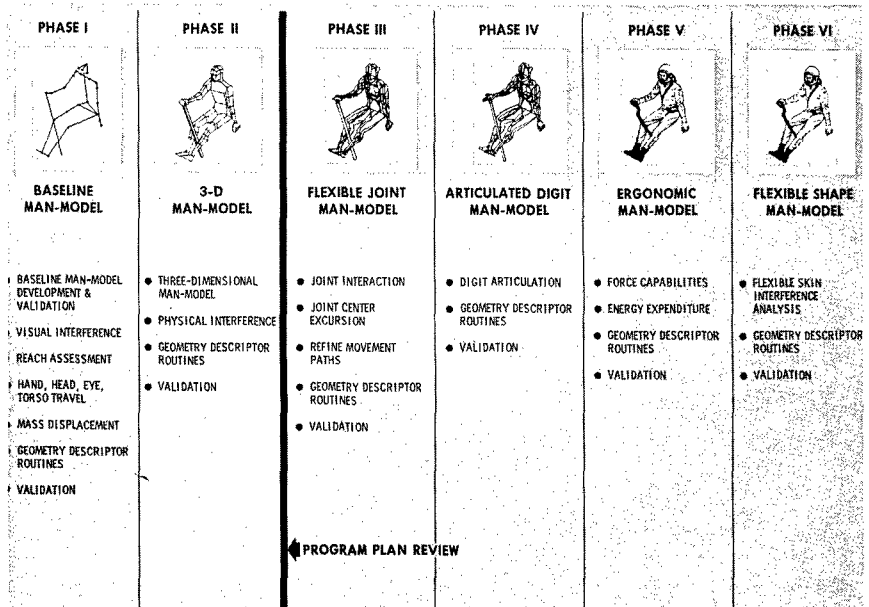 PHASE I
BASELINE
MAN-MODEL
BASELINE MAN-MODEL
DEVELOPMENT &
VALIDATION
VISUAL INTERFERENCE
REACH ASSESSMENT
HAND, HEAD, EYE,
TORSO TRAVEL
MASS DISPLACEMENT
GEOMETRY DESCRIPTOR
ROUTINES
VALIDATION
PHASE II
3-D
MAN-MODEL
• THREE-DIMENSIONAL
MAN-MODEL
• PHYSICAL INTERFERENCE
• GEOMETRY DESCRIPTOR
ROUTINES
• VALIDATION
PHASE III
FLEXIBLE JOINT
MAN-MODEL
• JOINT INTERACTION
• JOINT CENTER
EXCURSION
• REFINE MOVEMENT
PATHS
• GEOMETRY DESCRIPTOR
ROUTINES
• VALIDATION
PROGRAM PLAN REVIEW
PHASE IV
ARTICULATED DIGIT
MAN-MODEL
• DIGIT ARTICULATION
• GEOMETRY DESCRIPTOR
ROUTINES
• VALIDATION
PHASE V
ERGONOMIC
MAN-MODEL
• FORCE CAPABILITIES
• ENERGY EXPENDITURE
• GEOMETRY DESCRIPTOR
ROUTINES
• VALIDATION
PHASE VI
FLEXIBLE SHAPE
MAN-MODEL
• FLEXIBLE SKIN
INTERFERENCE
ANALYSIS
• GEOMETRY DESCRIPTOR
ROUTINES
• VALIDATION